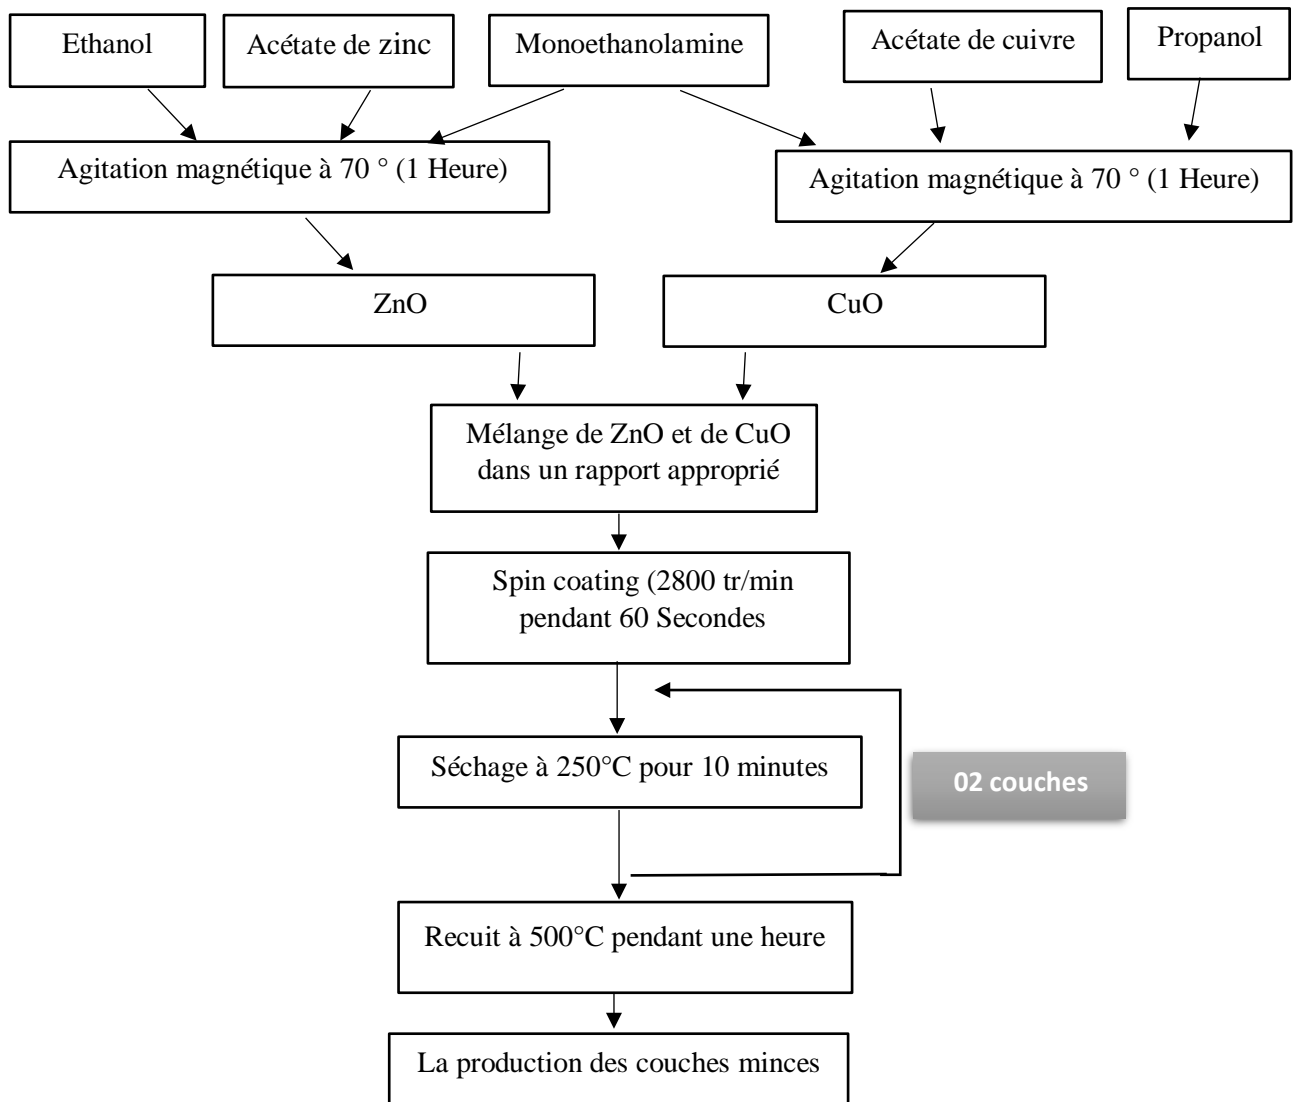 Ethanol
Acétate de zinc
Monoethanolamine
Acétate de cuivre
Propanol
Agitation magnétique à 70 ° (1 Heure)
Agitation magnétique à 70 ° (1 Heure)
ZnO
CuO
Mélange de ZnO et de CuO
dans un rapport approprié
Spin coating (2800 tr/min
pendant 60 Secondes
Séchage à 250°C pour 10 minutes
02 couches
Recuit à 500°C pendant une heure
La production des couches minces